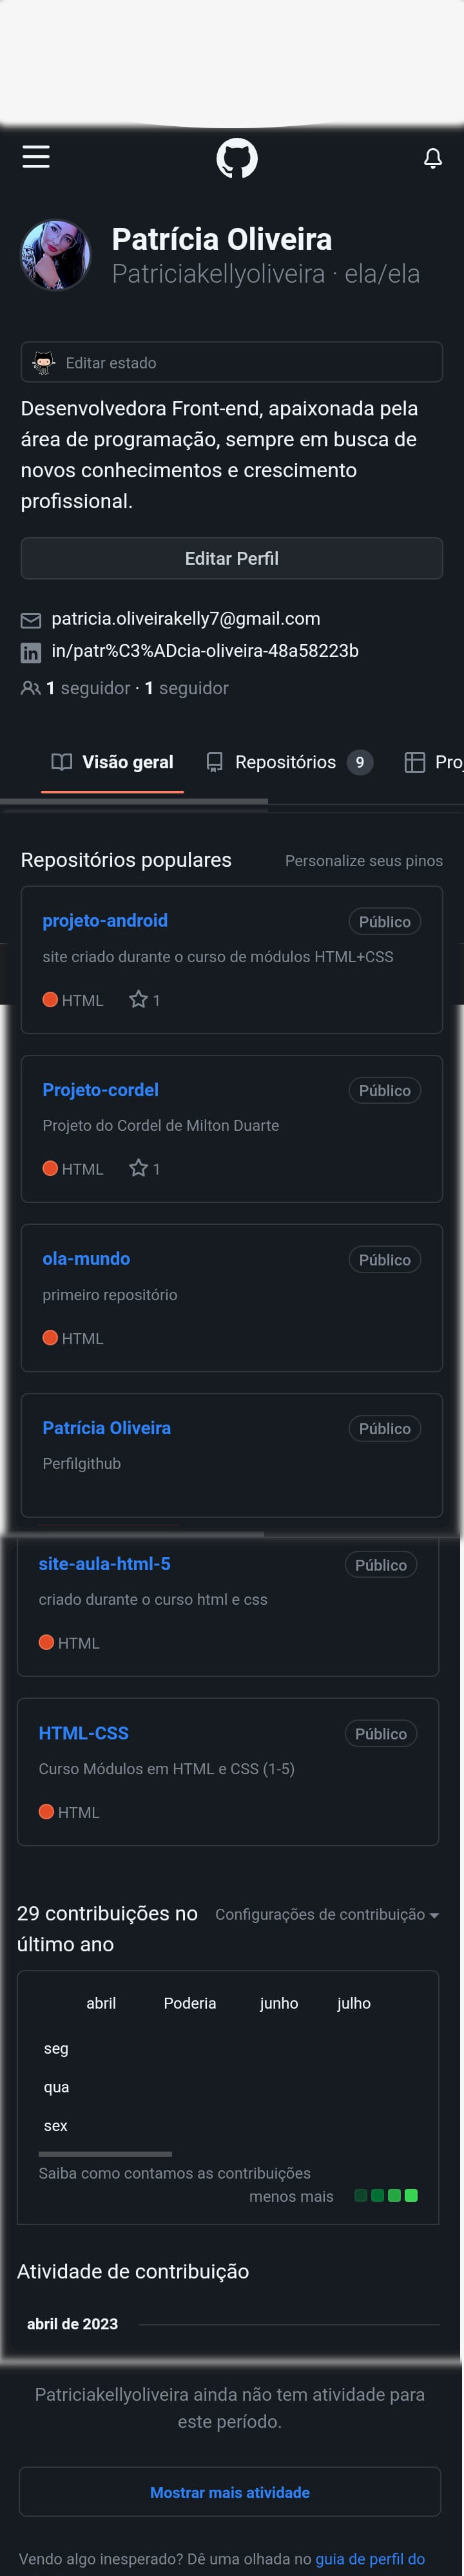 Patrícia Oliveira
Patriciakellyoliveira · ela/ela
Editar estado
Desenvolvedora Front-end, apaixonada pela
área de programação, sempre em busca de
novos conhecimentos e crescimento
profissional.
Editar Perfil
patricia.oliveirakelly7@gmail.com
in/patr%C3%ADcia-oliveira-48a58223b
1 seguidor · 1 seguidor
Visão geral Repositórios 9 Proj
Repositórios populares Personalize seus pinos
projeto-android Público
site criado durante o curso de módulos HTML+CSS
HTML 1
Projeto-cordel Público
Projeto do Cordel de Milton Duarte
HTML 1
ola-mundo Público
primeiro repositório
HTML
Patrícia Oliveira Público
Perfilgithub
site-aula-html-5 Público
criado durante o curso html e css
HTML
HTML-CSS Público
Curso Módulos em HTML e CSS (1-5)
HTML
29 contribuições no Configurações de contribuição
último ano
abril Poderia junho julho
seg
qua
sex
Saiba como contamos as contribuições
menos mais
Atividade de contribuição
abril de 2023
Patriciakellyoliveira ainda não tem atividade para
este período.
Mostrar mais atividade
Vendo algo inesperado? Dê uma olhada no guia de perfil do